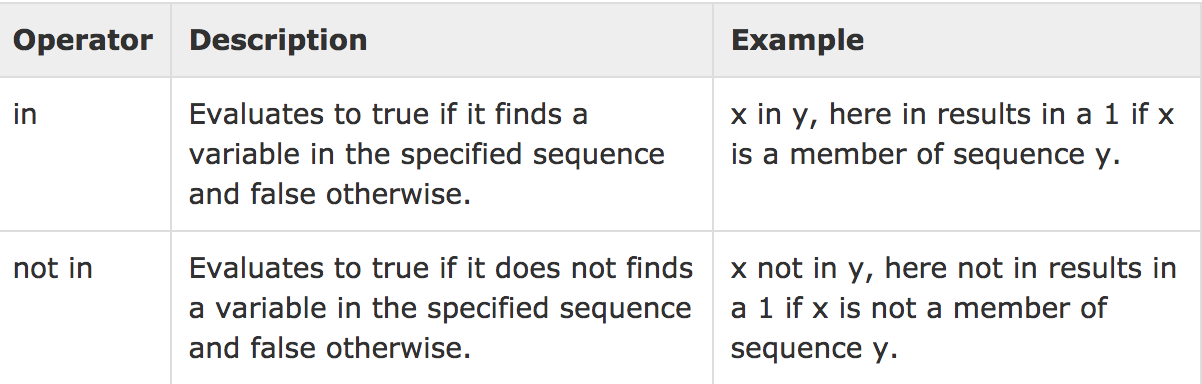 Operator Description Example
in
Evaluates to true if it finds a
variable in the specified sequence
and false otherwise.
x in y, here in results in a 1 if x
is a member of sequence y.
not in
Evaluates to true if it does not finds
a variable in the specified sequence
and false otherwise.
x not in y, here not in results in
a 1 if x is not a member of
sequence y.